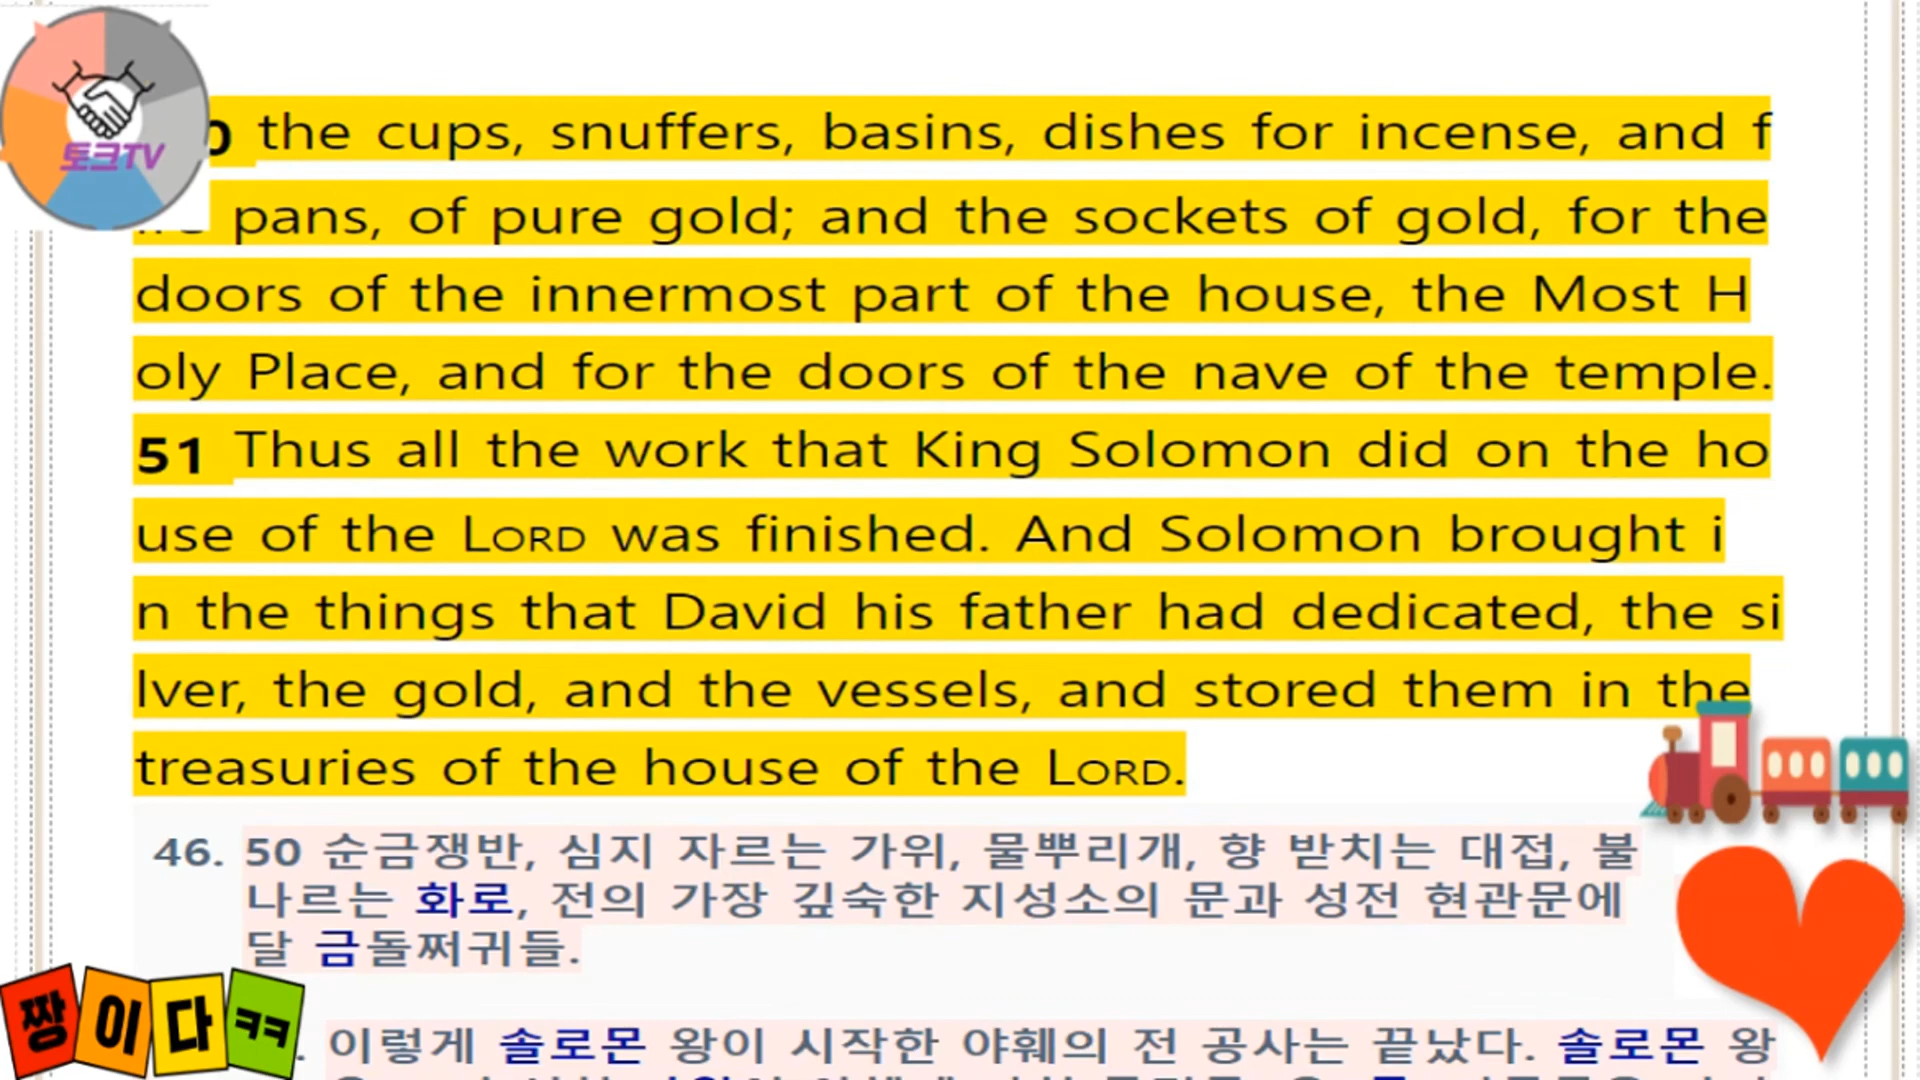 토크TV
the cups, snuffers, basins, dishes for incense, and f
pans, of pure gold; and the sockets of gold, for the
doors of the innermost part of the house, the Most H
oly Place, and for the doors of the nave of the temple.
51 Thus all the work that King Solomon did on the ho
use of the LORD was finished. And Solomon brought i
n the things that David his father had dedicated, the si
lver, the gold, and the vessels, and stored them in the
treasuries of the house of the LORD.
46. 50 순금쟁반, 심지 자르는 가위, 물뿌리개, 향 받치는 대접, 불
나르는 화로, 전의 가장 깊숙한 지성소의 문과 성전 현관문에
달 금돌쩌귀들.
짱이다ㅋㅋ
이렇게 솔로몬 왕이 시작한 야훼의 전 공사는 끝났다. 솔로몬 왕